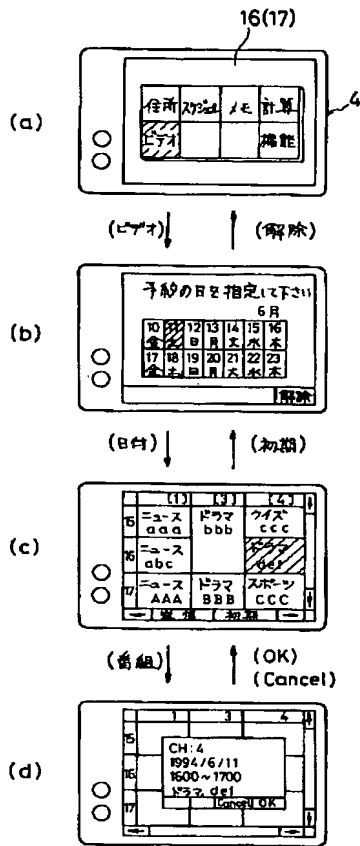 16(17)
4
(a)
住所 スケジュール メモ 計算
ビデオ 機能
(ビデオ) (解除)
(b)
予約の日を指定して下さい
6月
10 11 12 13 14 15 16
金 土 日 月 火 水 木
17 18 19 20 21 22 23
金 土 日 月 火 水 木
解除
(日付) (初期)
(c)
[1] [3] [4]
15 ニュース ドラマ クイズ
aaa bbb ccc
16 ニュース ドラマ
abc def
17 ニュース ドラマ スポーツ
AAA BBB CCC
← 初期 →
(番組) (OK)
(Cancel)
(d)
1 3 4
15
CH:4
1994/6/11
16
1600~1700
ドラマ def
17
Cancel OK
← →